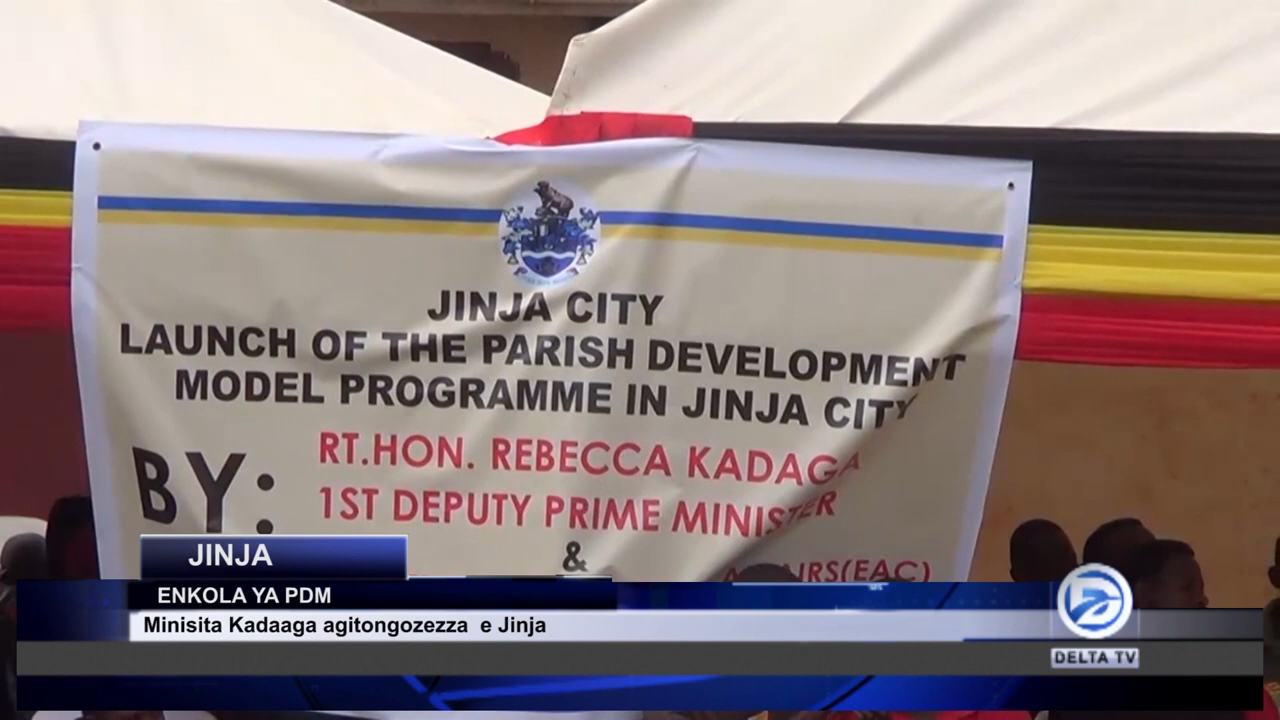 JINJA CITY
LAUNCH OF THE PARISH DEVELOPMENT
MODEL PROGRAMME IN JINJA CITY
BY:
RT.HON. REBECCA KADAGA
1ST DEPUTY PRIME MINISTER
&
(EAC)
JINJA
ENKOLA YA PDM
Minisita Kadaaga agitongozezza e Jinja
DELTA TV